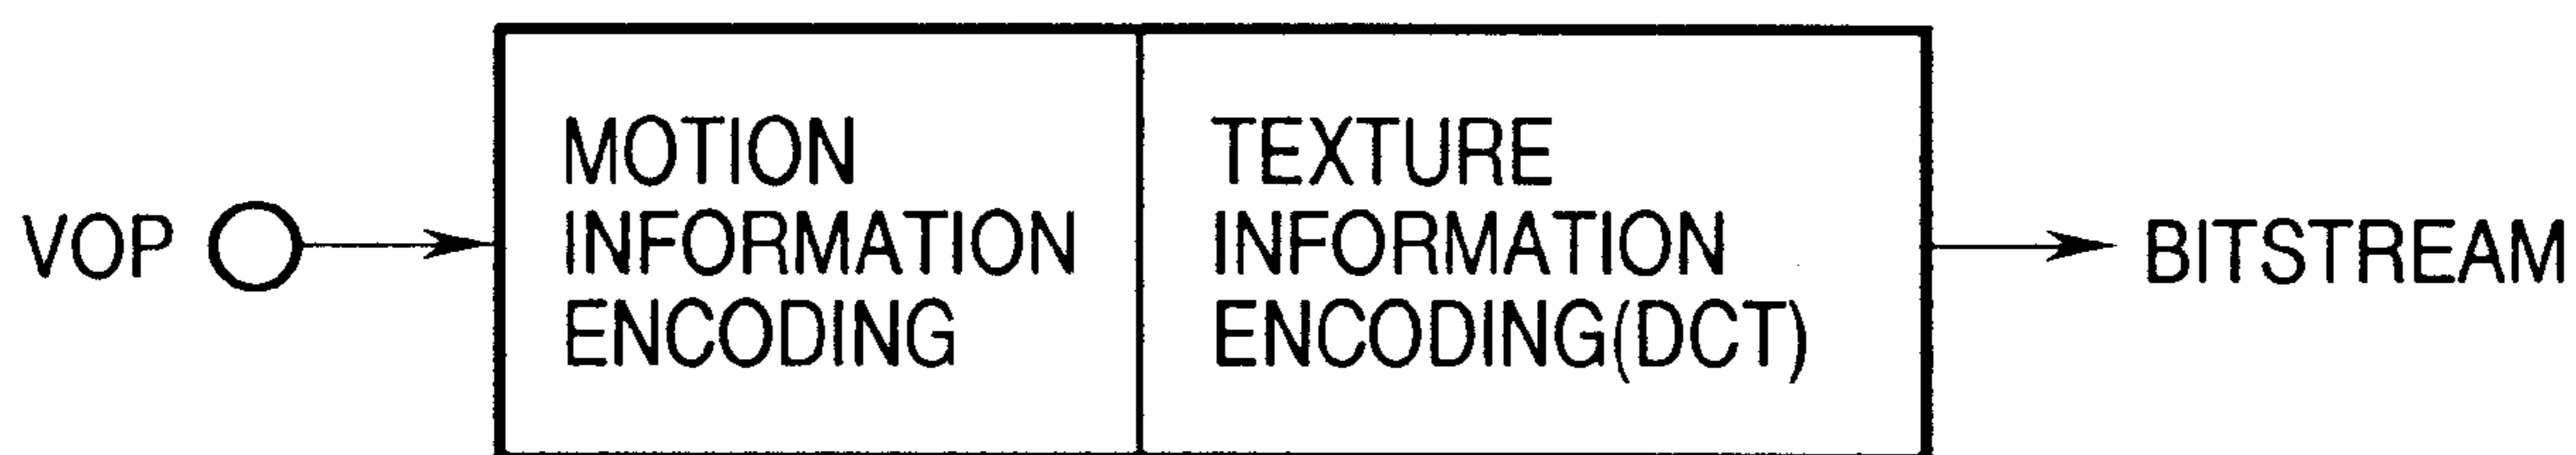 VOP
MOTION
INFORMATION
ENCODING
TEXTURE
INFORMATION
ENCODING(DCT)
BITSTREAM